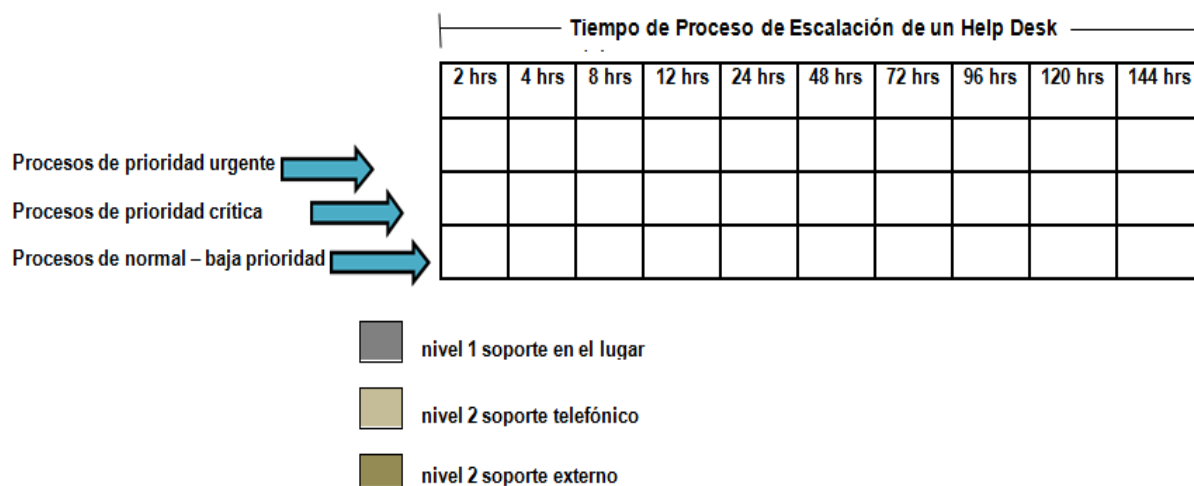 Tiempo de Proceso de Escalación de un Help Desk
2 hrs 4 hrs 8 hrs 12 hrs 24 hrs 48 hrs 72 hrs 96 hrs 120 hrs 144 hrs
Procesos de prioridad urgente
Procesos de prioridad crítica
Procesos de normal – baja prioridad
nivel 1 soporte en el lugar
nivel 2 soporte telefónico
nivel 2 soporte externo